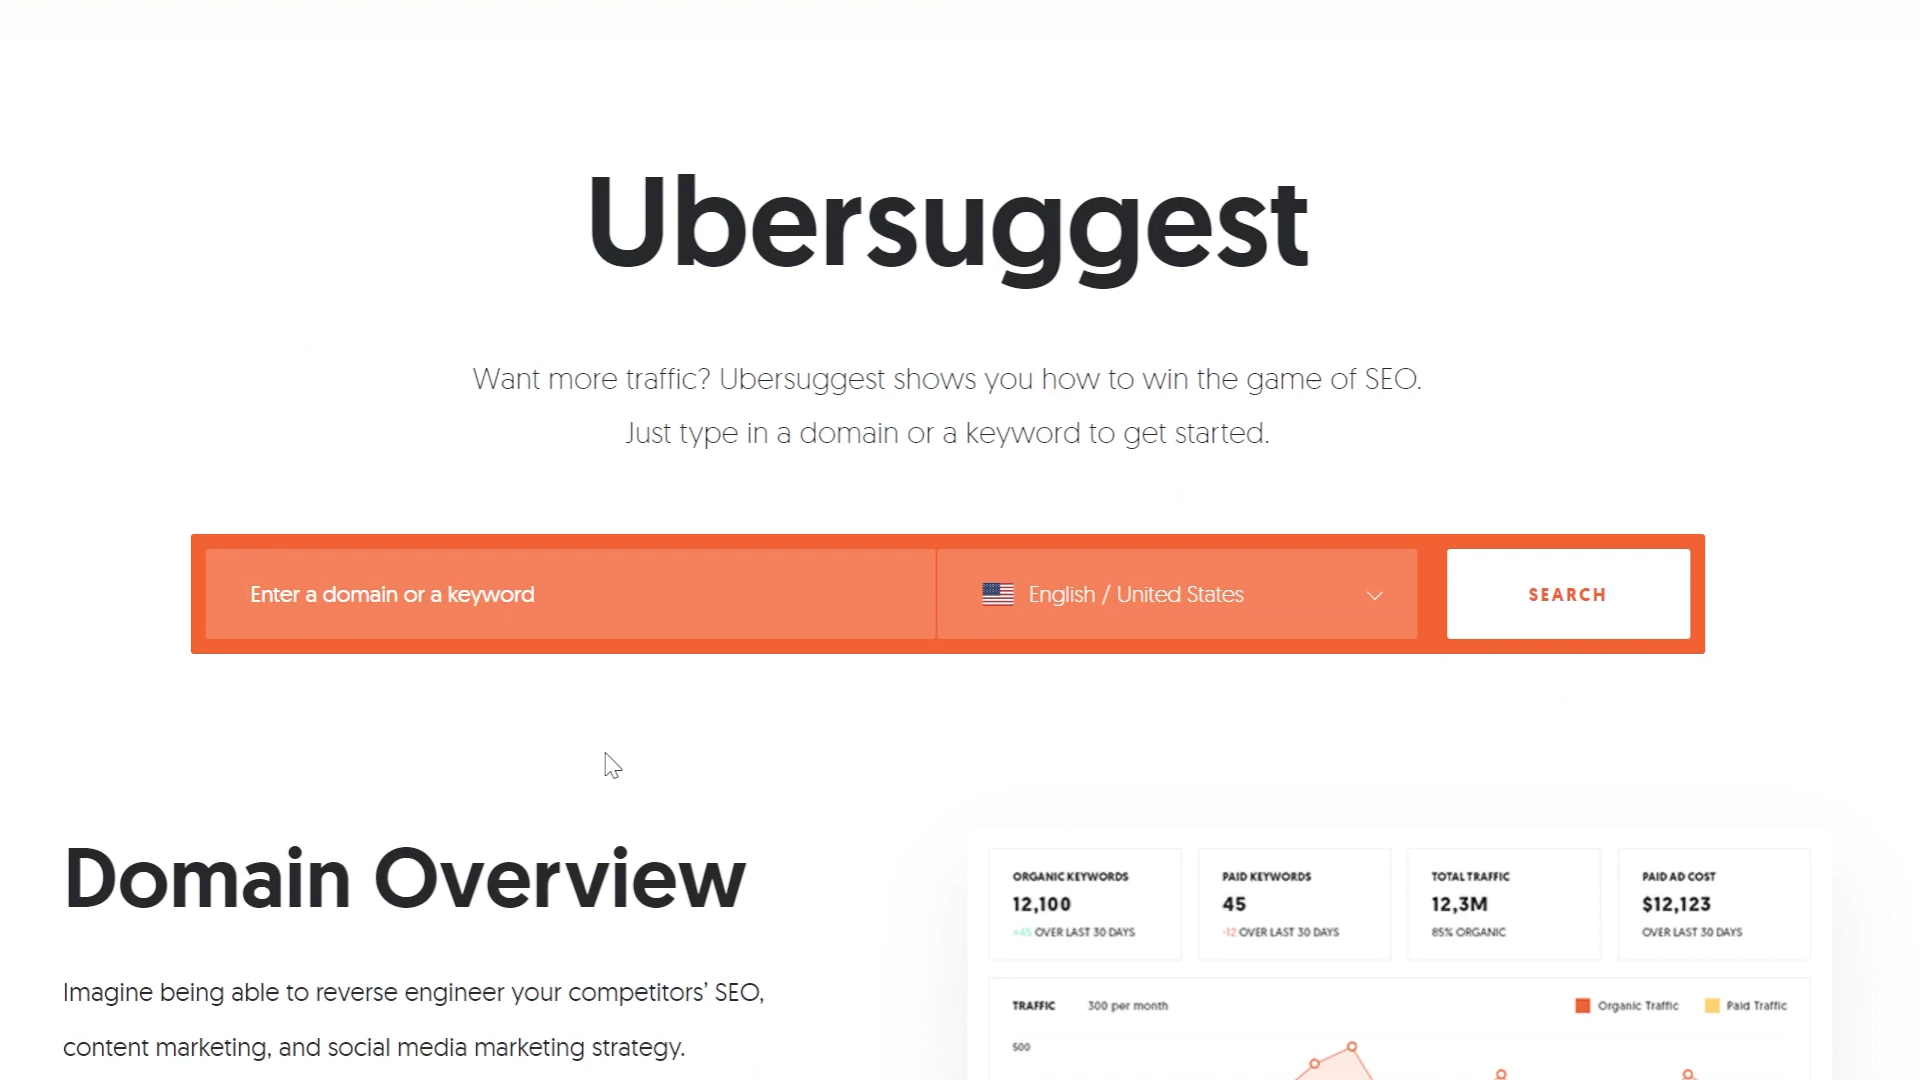 Ubersuggest
Want more traffic? Ubersuggest shows you how to win the game of SEO.
Just type in a domain or a keyword to get started.
Enter a domain or a keyword
English / United States
SEARCH
Domain Overview
Imagine being able to reverse engineer your competitors’ SEO,
content marketing, and social media marketing strategy.
ORGANIC KEYWORDS
12,100
+45 OVER LAST 30 DAYS
PAID KEYWORDS
45
-12 OVER LAST 30 DAYS
TOTAL TRAFFIC
12,3M
85% ORGANIC
PAID AD COST
$12,123
OVER LAST 30 DAYS
TRAFFIC 300 per month
Organic Traffic Paid Traffic
500